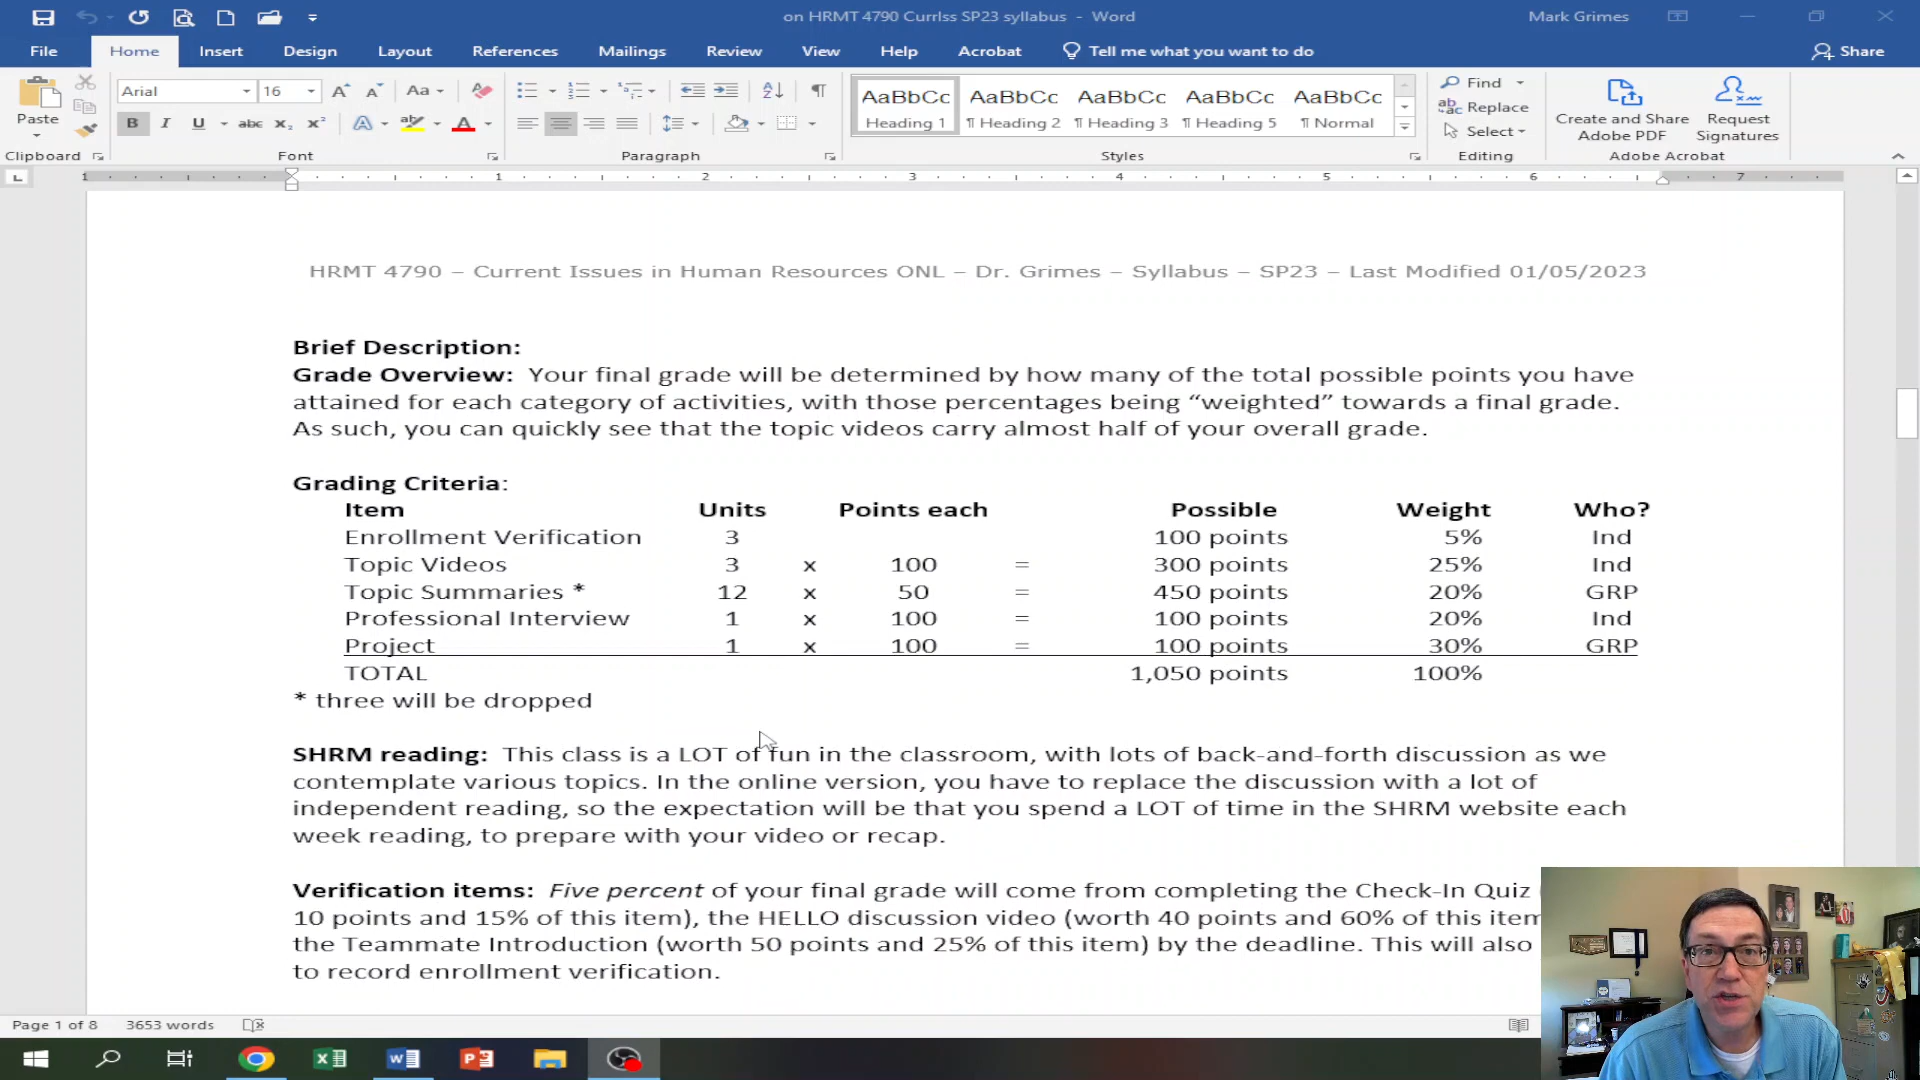 on HRMT 4790 CurrIss SP23 syllabus - Word
Mark Grimes
File Home Insert Design Layout References Mailings Review View Help Acrobat Tell me what you want to do Share
Paste
Arial 16 Aa
AaBbCc AaBbCc AaBbCc AaBbCc AaBbCc
Heading 1 ¶ Heading 2 ¶ Heading 3 ¶ Heading 5 ¶ Normal
Find
Replace
Select
Create and Share Adobe PDF
Request Signatures
B I U abc X₂ X² A A
Clipboard Font Paragraph Styles Editing Adobe Acrobat
1 1 2 3 4 5 6 7
HRMT 4790 – Current Issues in Human Resources ONL – Dr. Grimes – Syllabus – SP23 – Last Modified 01/05/2023
Brief Description:
Grade Overview: Your final grade will be determined by how many of the total possible points you have
attained for each category of activities, with those percentages being “weighted” towards a final grade.
As such, you can quickly see that the topic videos carry almost half of your overall grade.
Grading Criteria:
Item Units Points each Possible Weight Who?
Enrollment Verification 3 100 points 5% Ind
Topic Videos 3 x 100 = 300 points 25% Ind
Topic Summaries * 12 x 50 = 450 points 20% GRP
Professional Interview 1 x 100 = 100 points 20% Ind
Project 1 x 100 = 100 points 30% GRP
TOTAL 1,050 points 100%
* three will be dropped
SHRM reading: This class is a LOT of fun in the classroom, with lots of back-and-forth discussion as we
contemplate various topics. In the online version, you have to replace the discussion with a lot of
independent reading, so the expectation will be that you spend a LOT of time in the SHRM website each
week reading, to prepare with your video or recap.
Verification items: Five percent of your final grade will come from completing the Check-In Quiz
10 points and 15% of this item), the HELLO discussion video (worth 40 points and 60% of this item
the Teammate Introduction (worth 50 points and 25% of this item) by the deadline. This will also
to record enrollment verification.
Page 1 of 8 3653 words